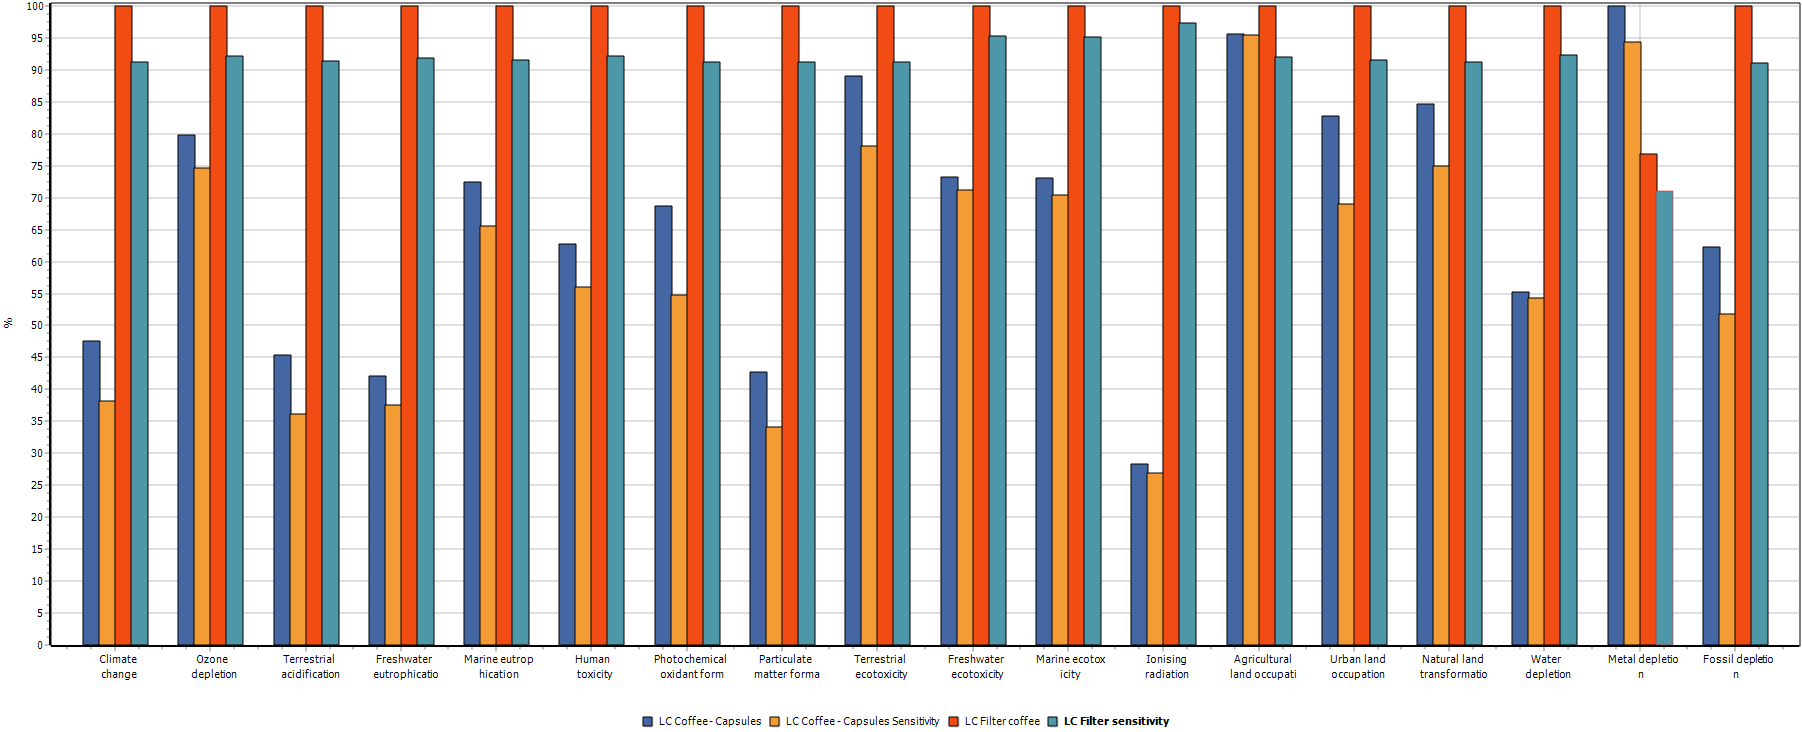 100
95
90
85
80
75
70
65
60
55
50
45
40
35
30
25
20
15
10
5
0
%
Climate
change
Ozone
depletion
Terrestrial
acidification
Freshwater
eutrophicatio
Marine eutrop
hication
Human
toxicity
Photochemical
oxidant form
Particulate
matter forma
Terrestrial
ecotoxicity
Freshwater
ecotoxicity
Marine ecotox
icity
Ionising
radiation
Agricultural
land occupati
Urban land
occupation
Natural land
transformatio
Water
depletion
Metal depletio
n
Fossil depletio
n
LC Coffee - Capsules LC Coffee - Capsules Sensitivity LC Filter coffee LC Filter sensitivity